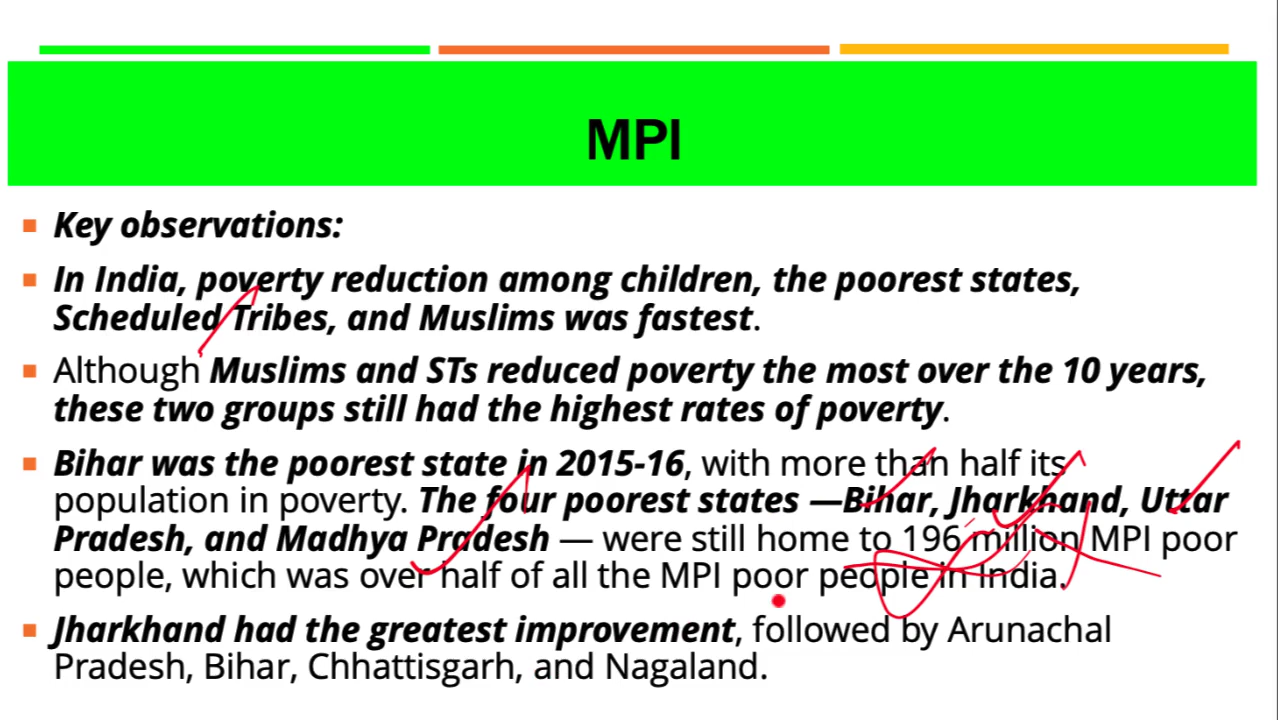 MPI
Key observations:
In India, poverty reduction among children, the poorest states,
Scheduled Tribes, and Muslims was fastest.
Although Muslims and STs reduced poverty the most over the 10 years,
these two groups still had the highest rates of poverty.
Bihar was the poorest state in 2015-16, with more than half its
population in poverty. The four poorest states —Bihar, Jharkhand, Uttar
Pradesh, and Madhya Pradesh — were still home to 196 million MPI poor
people, which was over half of all the MPI poor people in India.
Jharkhand had the greatest improvement, followed by Arunachal
Pradesh, Bihar, Chhattisgarh, and Nagaland.